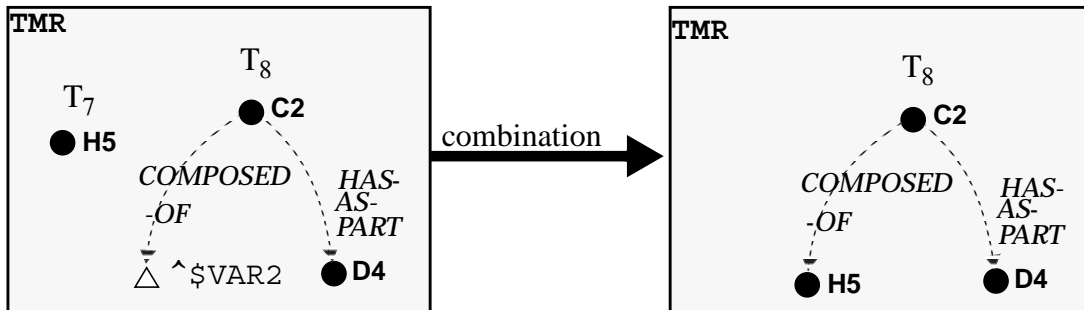 TMR
T8
T7
C2
H5
COMPOSED
-OF
HAS-
AS-
PART
^$VAR2
D4
combination
TMR
T8
C2
COMPOSED
-OF
HAS-
AS-
PART
H5
D4